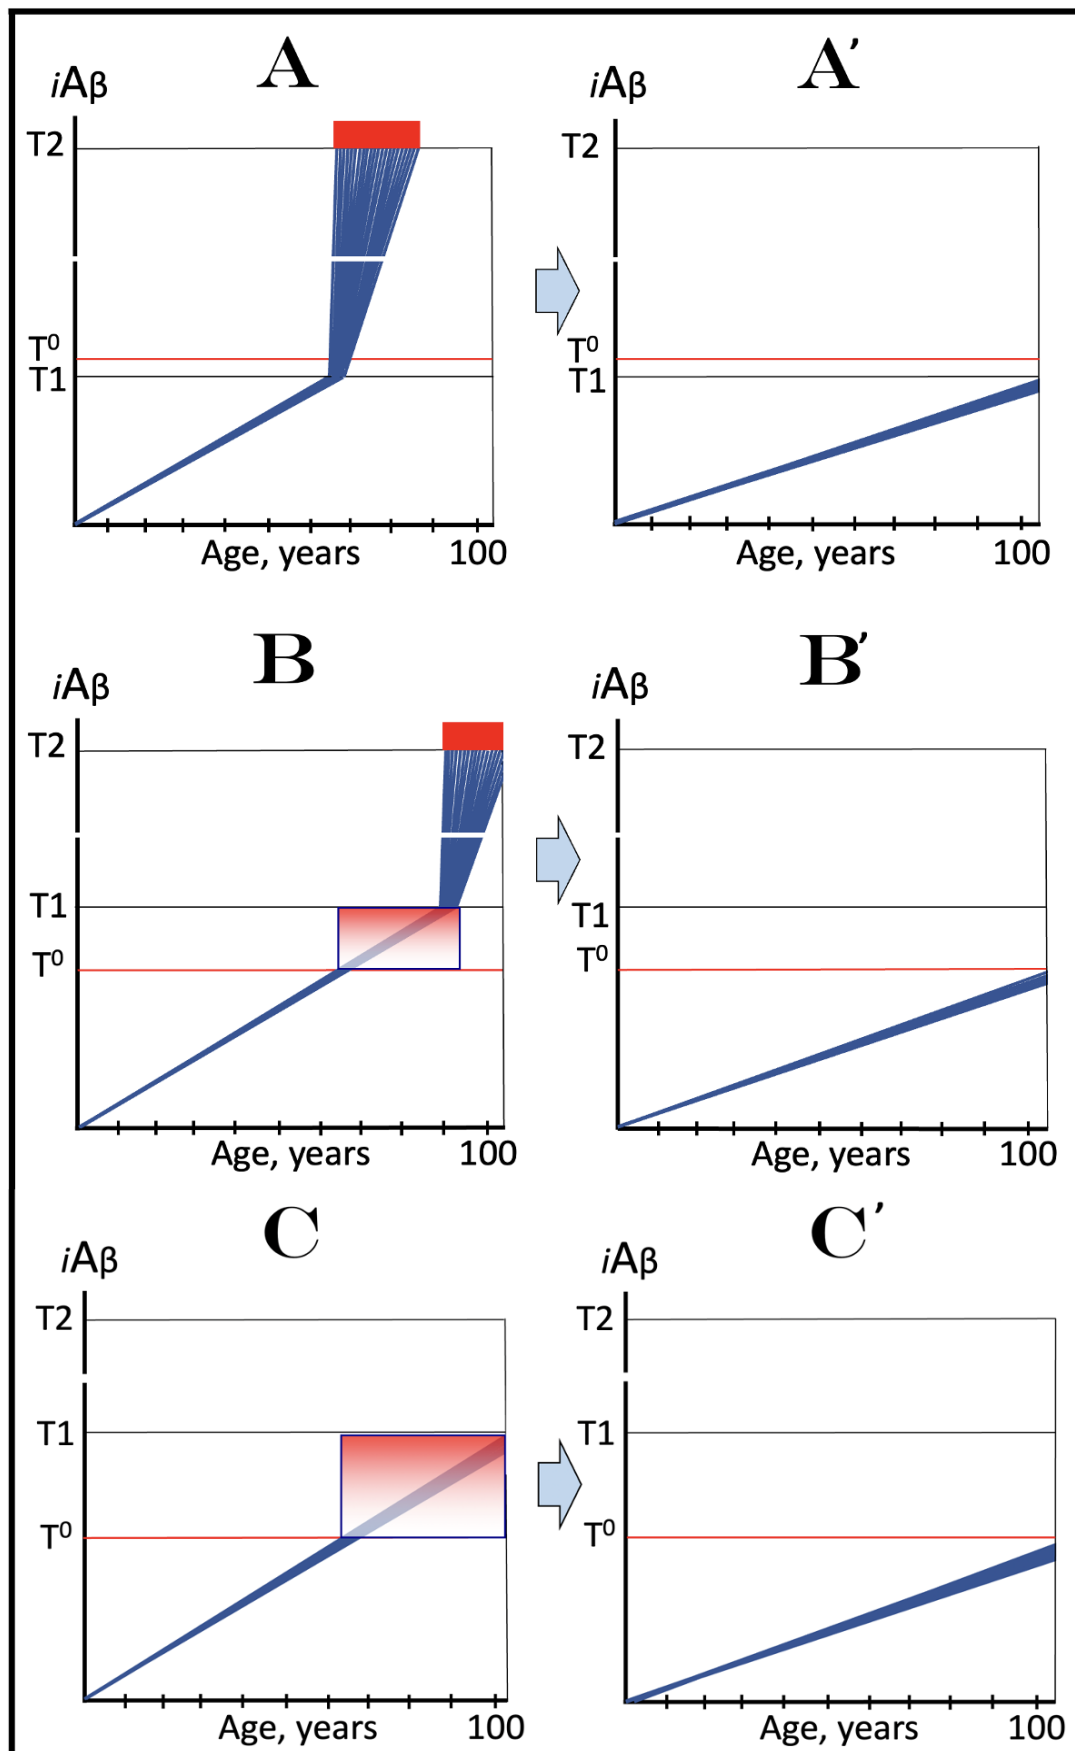 A
A′
iAβ
iAβ
T2
T2
T⁰
T⁰
T1
T1
Age, years 100
Age, years 100
B
B′
iAβ
iAβ
T2
T2
T1
T1
T⁰
T⁰
Age, years 100
Age, years 100
C
C′
iAβ
iAβ
T2
T2
T1
T1
T⁰
T⁰
Age, years 100
Age, years 100